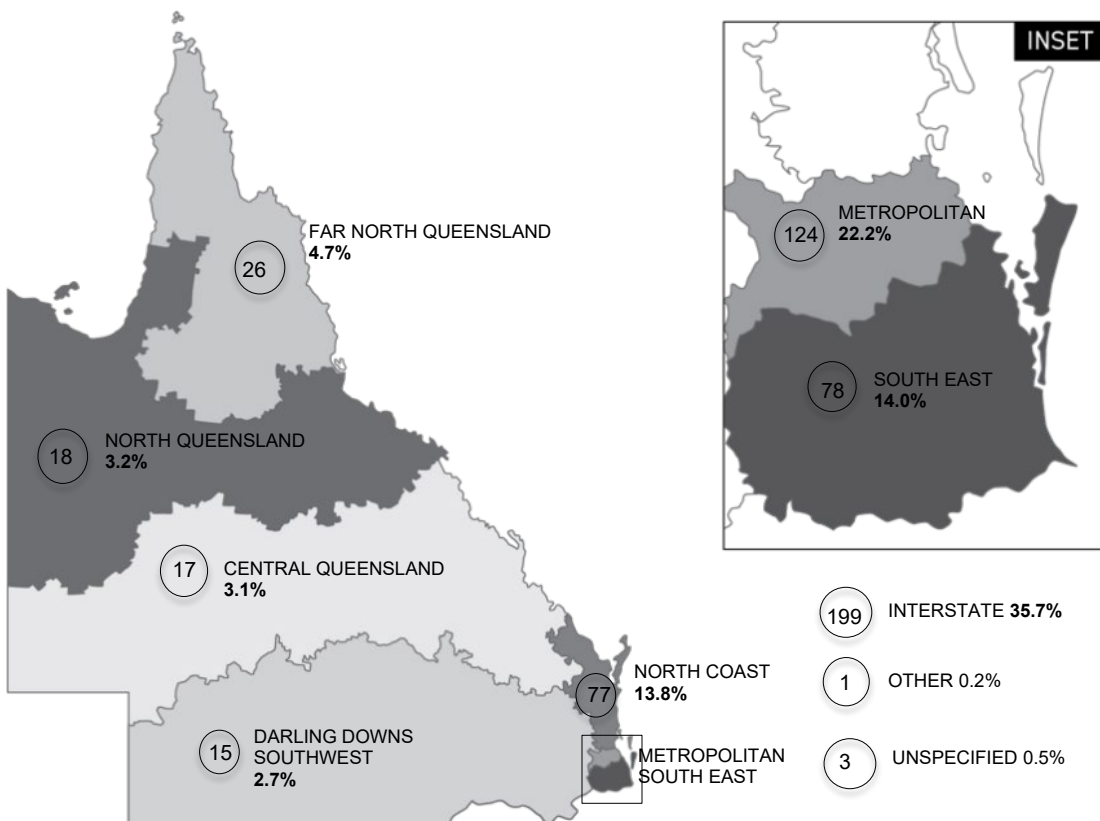 INSET
METROPOLITAN
124
22.2%
FAR NORTH QUEENSLAND
4.7%
26
SOUTH EAST
78
14.0%
NORTH QUEENSLAND
18
3.2%
17
CENTRAL QUEENSLAND
3.1%
199
INTERSTATE 35.7%
NORTH COAST
77
13.8%
1
OTHER 0.2%
15
DARLING DOWNS
SOUTHWEST
2.7%
METROPOLITAN
SOUTH EAST
3
UNSPECIFIED 0.5%